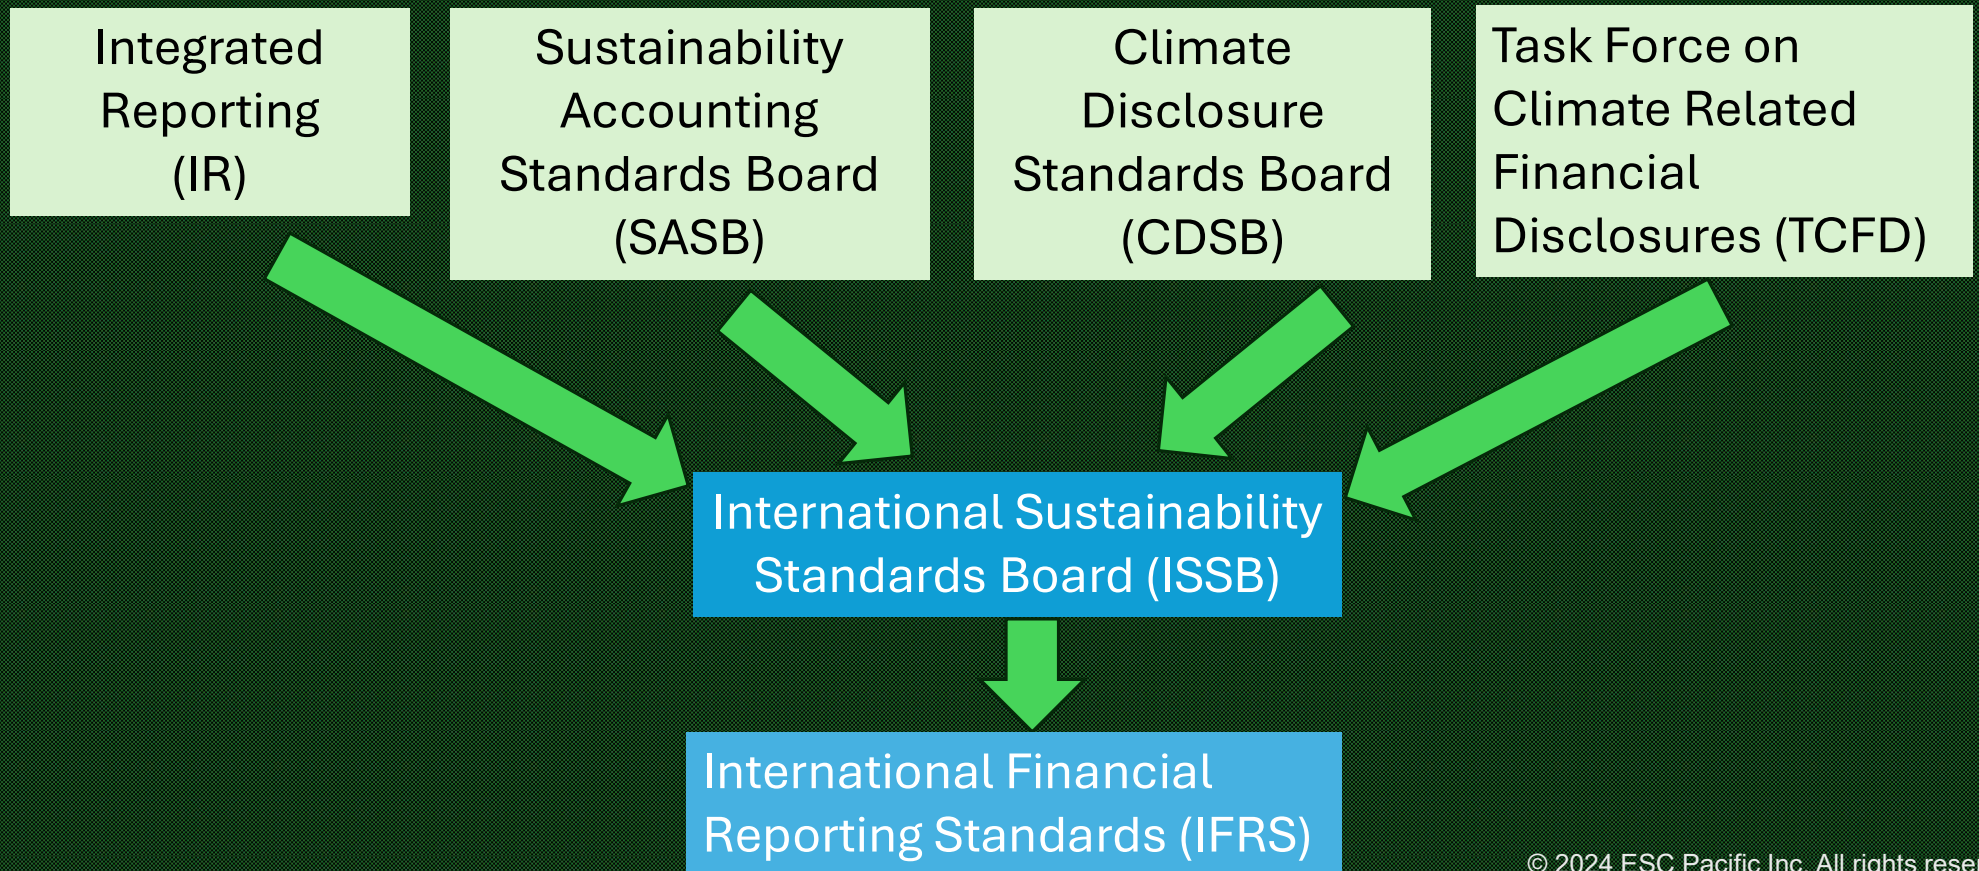 Integrated
Reporting
(IR)
Sustainability
Accounting
Standards Board
(SASB)
Climate
Disclosure
Standards Board
(CDSB)
Task Force on
Climate Related
Financial
Disclosures (TCFD)
International Sustainability
Standards Board (ISSB)
International Financial
Reporting Standards (IFRS)
© 2024 ESC Pacific Inc. All rights